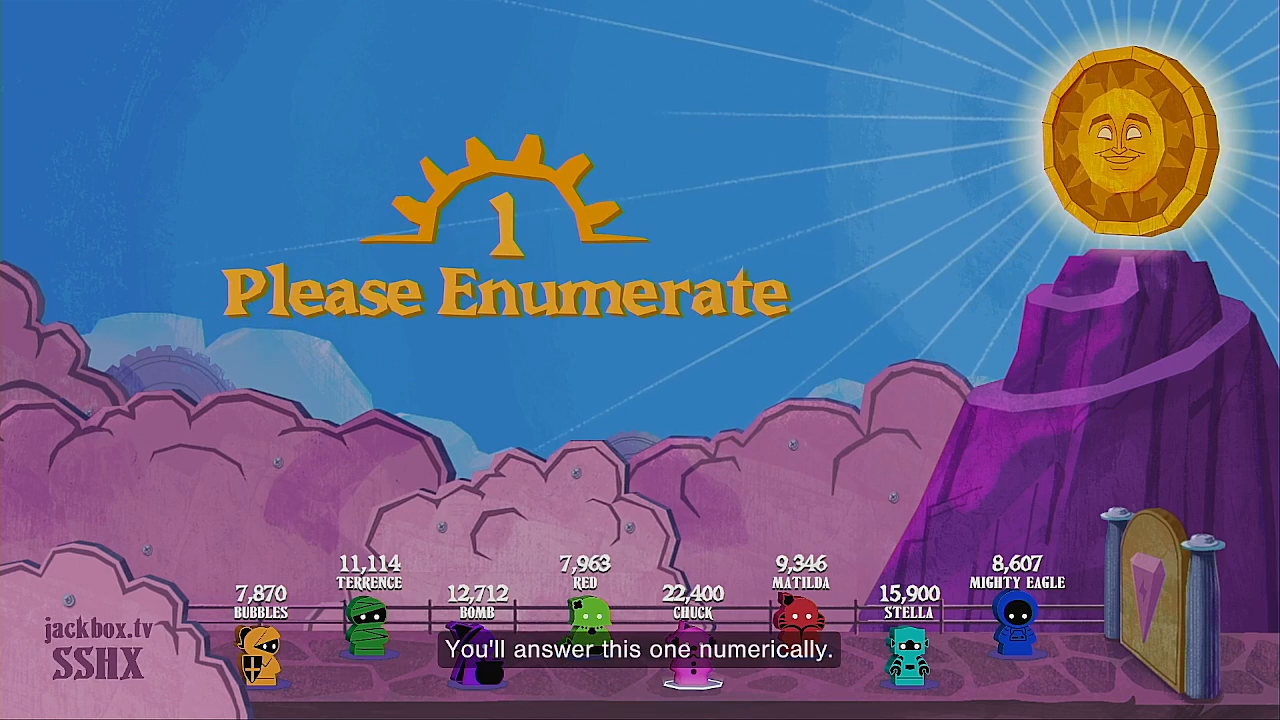 1
Please Enumerate
7,870
BUBBLES
11,114
TERRENCE
12,712
BOMB
7,963
RED
22,400
CHUCK
9,346
MATILDA
15,900
STELLA
8,607
MIGHTY EAGLE
jackbox.tv
SSHX
You'll answer this one numerically.